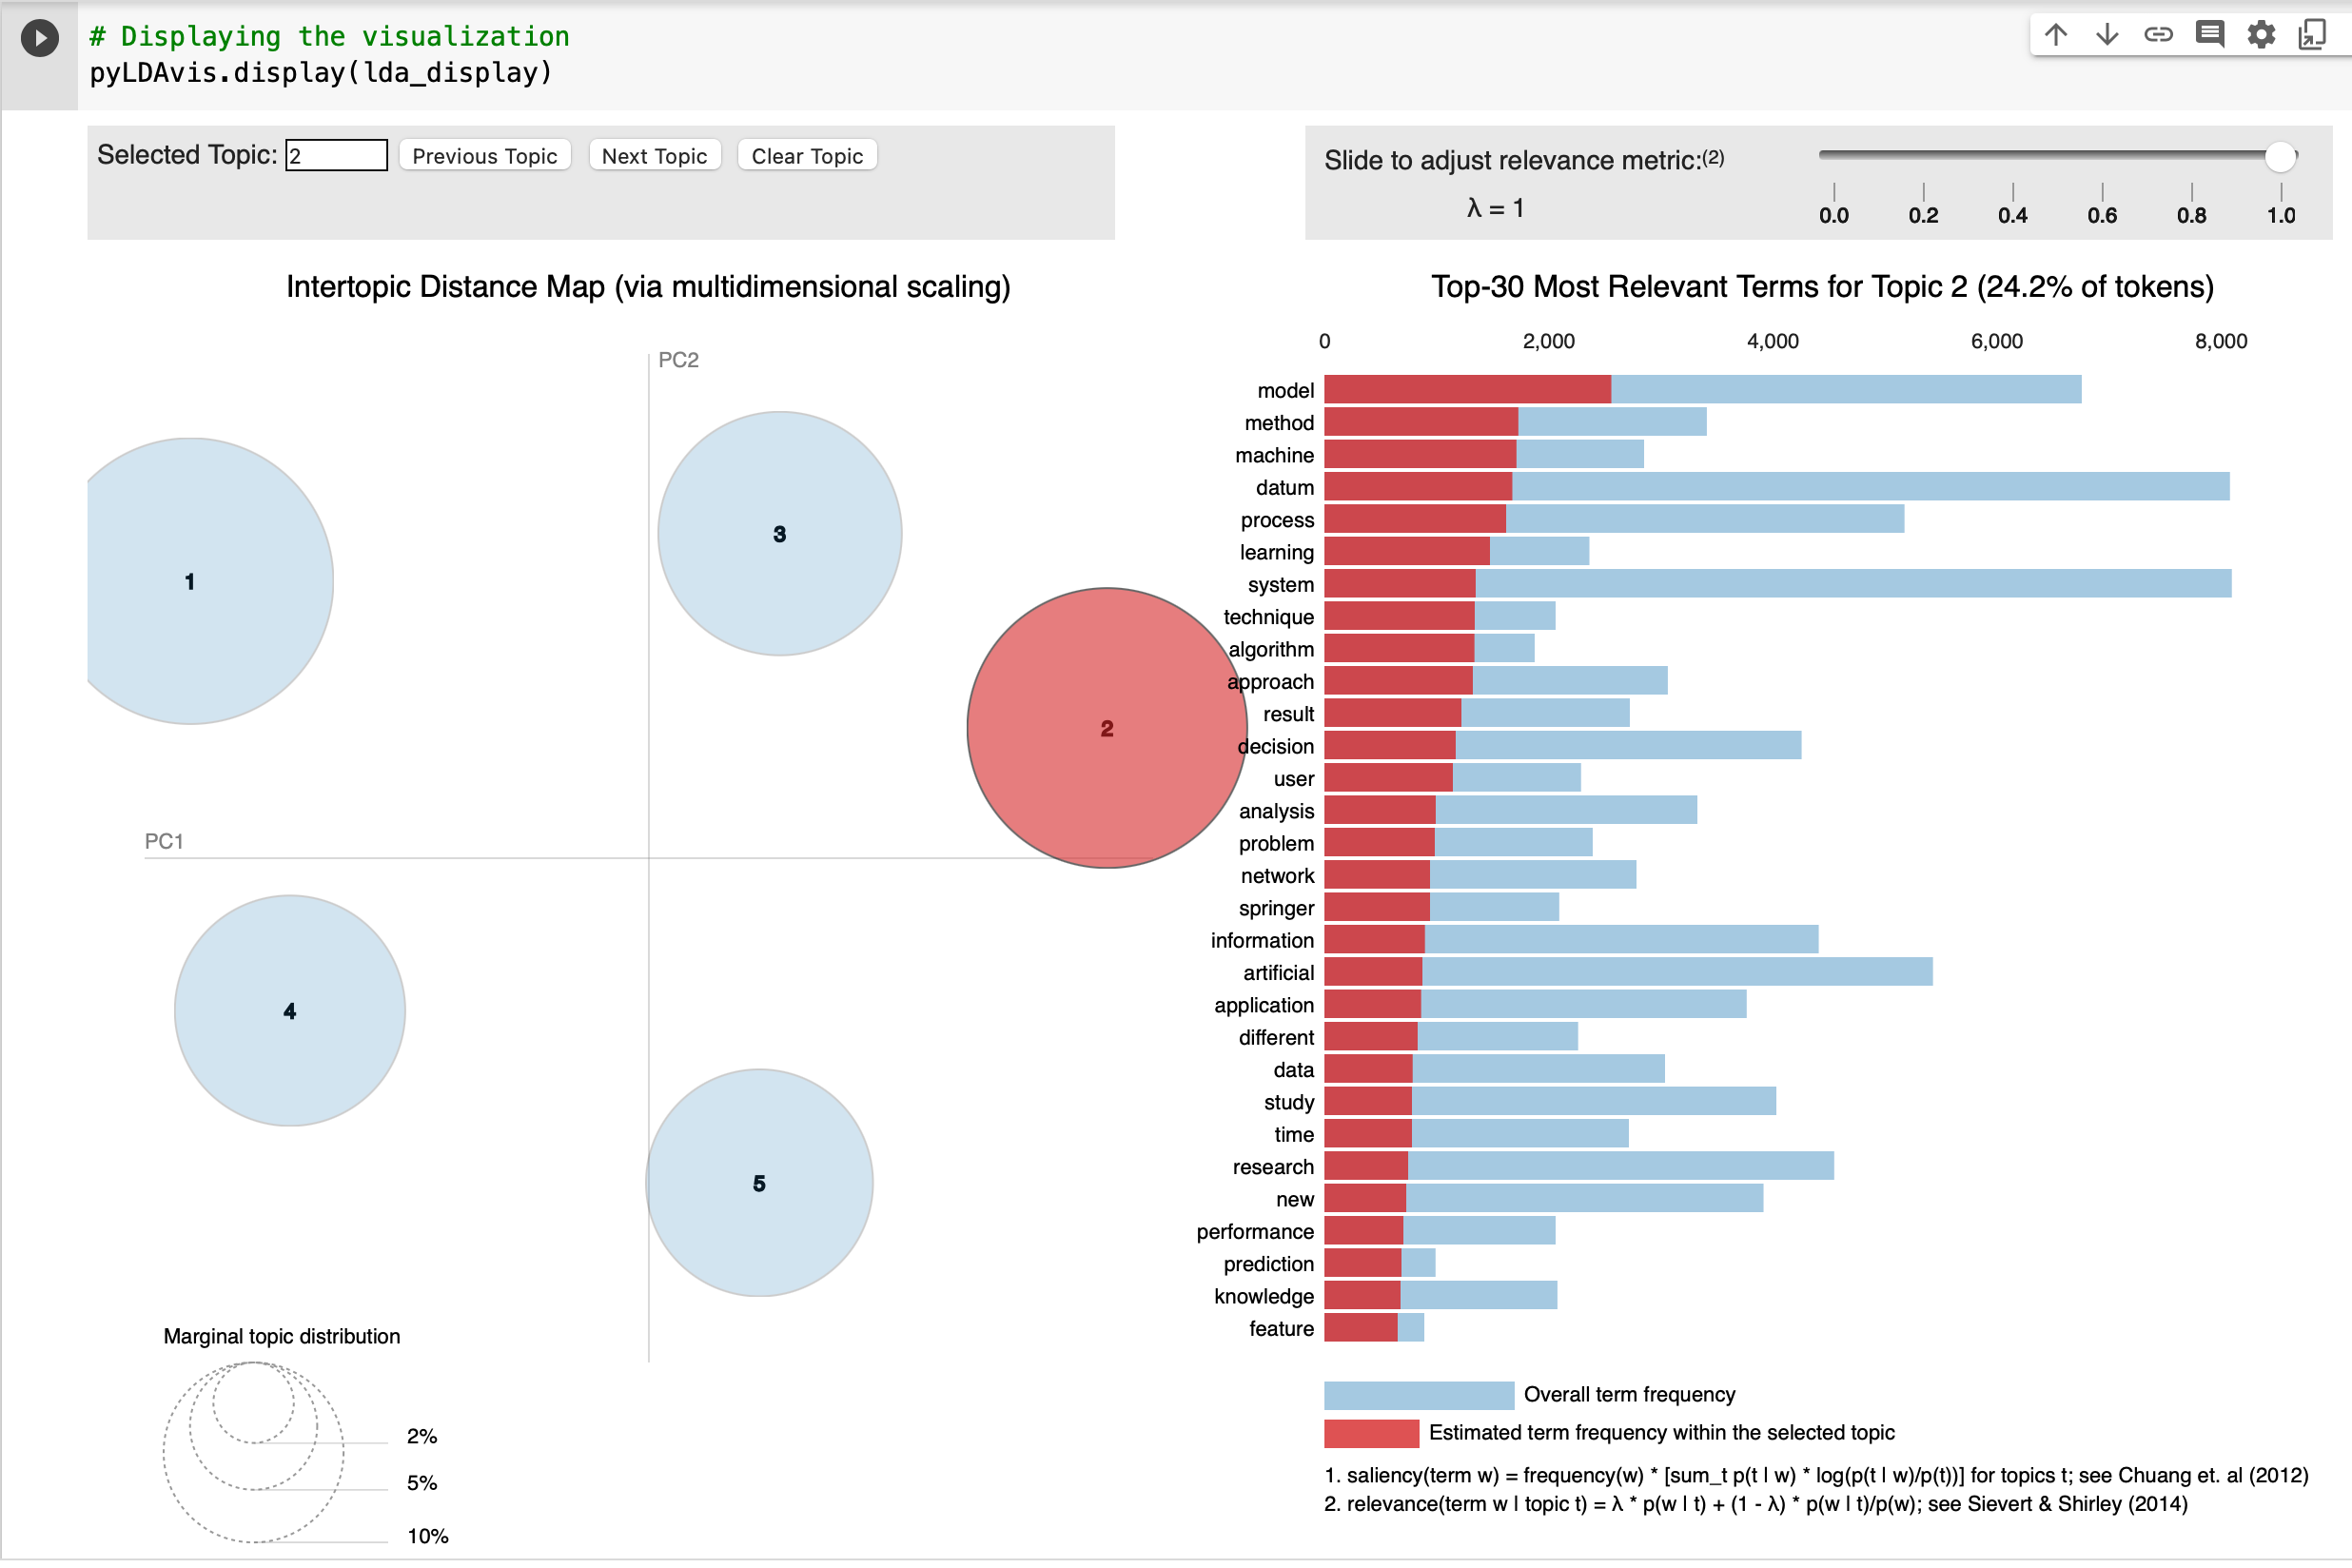 # Displaying the visualization
pyLDAvis.display(lda_display)
Selected Topic: 2 Previous Topic Next Topic Clear Topic
Slide to adjust relevance metric:(2)
λ = 1
0.0 0.2 0.4 0.6 0.8 1.0
Intertopic Distance Map (via multidimensional scaling)
PC2
1
3
2
PC1
4
5
Marginal topic distribution
2%
5%
10%
Top-30 Most Relevant Terms for Topic 2 (24.2% of tokens)
0 2,000 4,000 6,000 8,000
model
method
machine
datum
process
learning
system
technique
algorithm
approach
result
decision
user
analysis
problem
network
springer
information
artificial
application
different
data
study
time
research
new
performance
prediction
knowledge
feature
Overall term frequency
Estimated term frequency within the selected topic
1. saliency(term w) = frequency(w) * [sum_t p(t | w) * log(p(t | w)/p(t))] for topics t; see Chuang et. al (2012)
2. relevance(term w | topic t) = λ * p(w | t) + (1 - λ) * p(w | t)/p(w); see Sievert & Shirley (2014)